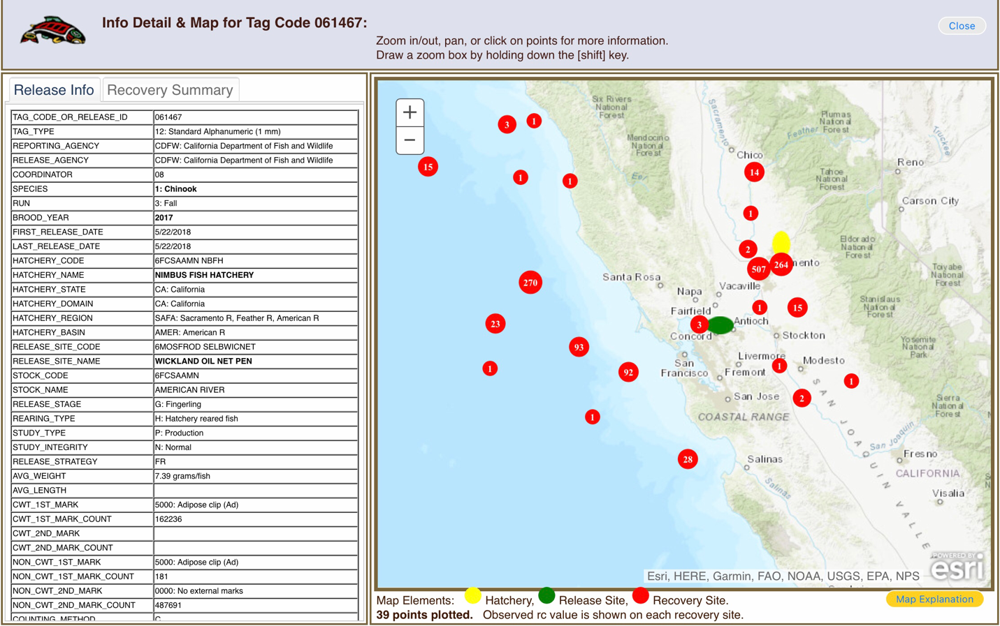 Info Detail & Map for Tag Code 061467:
Zoom in/out, pan, or click on points for more information.
Draw a zoom box by holding down the [shift] key.
Close
Release Info
Recovery Summary
TAG_CODE_OR_RELEASE_ID 061467
TAG_TYPE 12: Standard Alphanumeric (1 mm)
REPORTING_AGENCY CDFW: California Department of Fish and Wildlife
RELEASE_AGENCY CDFW: California Department of Fish and Wildlife
COORDINATOR 08
SPECIES 1: Chinook
RUN 3: Fall
BROOD_YEAR 2017
FIRST_RELEASE_DATE 5/22/2018
LAST_RELEASE_DATE 5/22/2018
HATCHERY_CODE 6FCSAAMN NBFH
HATCHERY_NAME NIMBUS FISH HATCHERY
HATCHERY_STATE CA: California
HATCHERY_DOMAIN CA: California
HATCHERY_REGION SAFA: Sacramento R, Feather R, American R
HATCHERY_BASIN AMER: American R
RELEASE_SITE_CODE 6MOSFROD SELBWICNET
RELEASE_SITE_NAME WICKLAND OIL NET PEN
STOCK_CODE 6FCSAAMN
STOCK_NAME AMERICAN RIVER
RELEASE_STAGE G: Fingerling
REARING_TYPE H: Hatchery reared fish
STUDY_TYPE P: Production
STUDY_INTEGRITY N: Normal
RELEASE_STRATEGY FR
AVG_WEIGHT 7.39 grams/fish
AVG_LENGTH
CWT_1ST_MARK 5000: Adipose clip (Ad)
CWT_1ST_MARK_COUNT 162236
CWT_2ND_MARK
CWT_2ND_MARK_COUNT
NON_CWT_1ST_MARK 5000: Adipose clip (Ad)
NON_CWT_1ST_MARK_COUNT 181
NON_CWT_2ND_MARK 0000: No external marks
NON_CWT_2ND_MARK_COUNT 487691
COUNTING_METHOD C
+
−
Six Rivers
National
Forest
Sacramento
Plumas
National
Forest
Feather
Truckee
Mendocino
National
Forest
Chico
Reno
Tahoe
National
Forest
Eel
Carson City
3
1
15
1
1
14
1
Eldorado
National
Forest
2
507
264
mento
Toiyabe
National
Forest
Santa Rosa
Napa
Vacaville
270
Fairfield
1
15
Stanislaus
National
Forest
23
3
Antioch
Concord
Stockton
Yosemite
National
Park
93
Livermore
1
Modesto
1
92
San
Francisco
Fremont
1
San Jose
2
Sierra
National
Forest
1
COASTAL RANGE
SAN JOAQUIN VALLEY
San Joaquin
28
Salinas
Fresno
CALIFORNIA
Salinas
Visalia
POWERED BY
esri
Esri, HERE, Garmin, FAO, NOAA, USGS, EPA, NPS
Map Elements: Hatchery, Release Site, Recovery Site.
Map Explanation
39 points plotted. Observed rc value is shown on each recovery site.